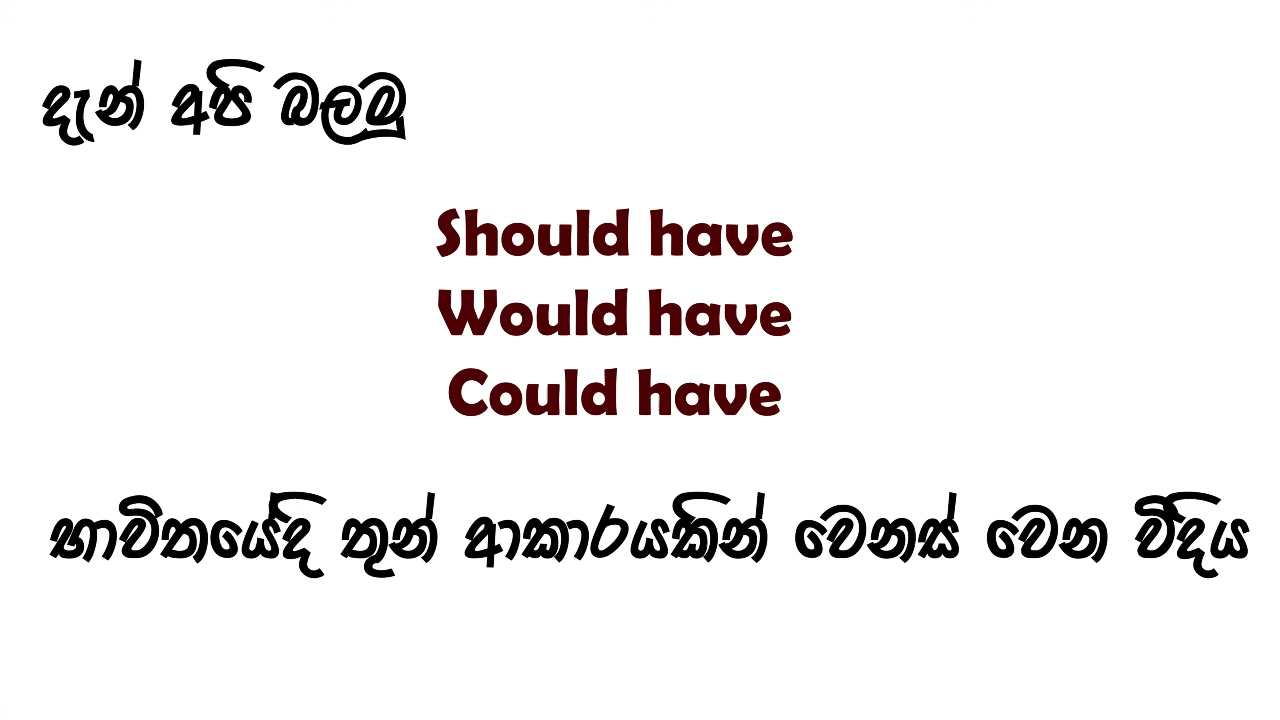 දැන් අපි බලමු
Should have
Would have
Could have
භාවිතයේදි තුන් ආකාරයකින් වෙනස් වෙන විදිය